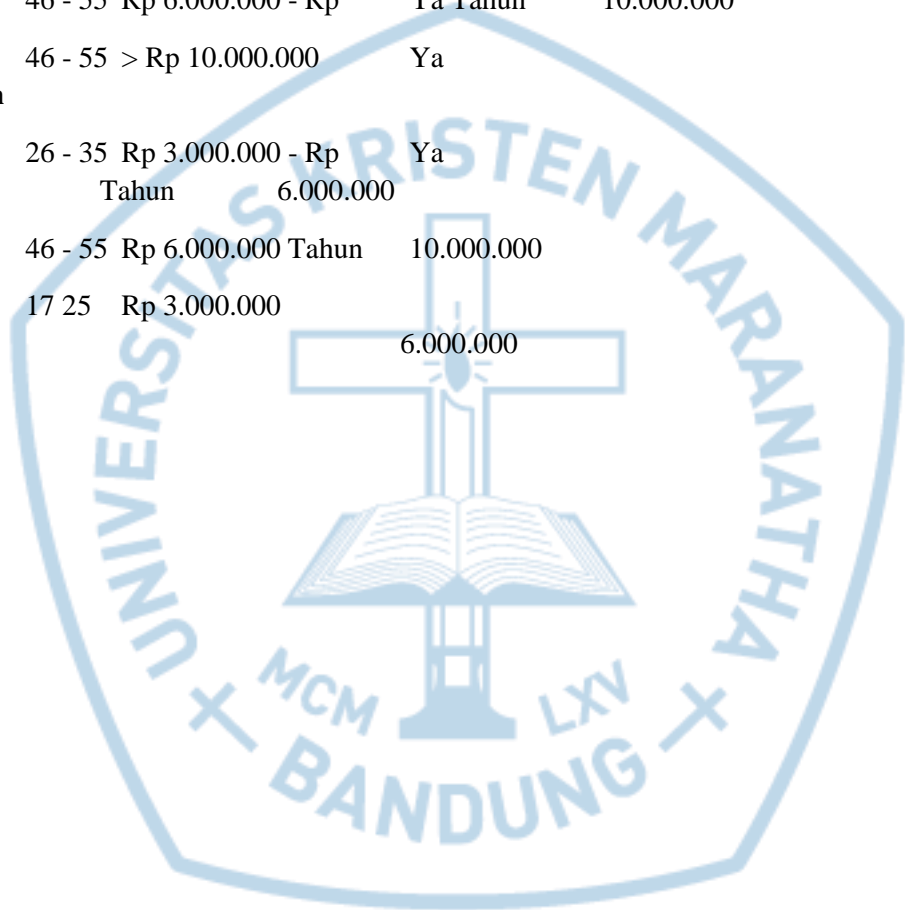 46 - 55 Rp 6.000.000 - Rp Ya Tahun 10.000.000
46 - 55 > Rp 10.000.000 Ya
26 - 35 Rp 3.000.000 - Rp Ya
Tahun 6.000.000
46 - 55 Rp 6.000.000 Tahun 10.000.000
17 25 Rp 3.000.000
6.000.000
UNIVERSITAS KRISTEN MARANATHA
MCM LXV
BANDUNG